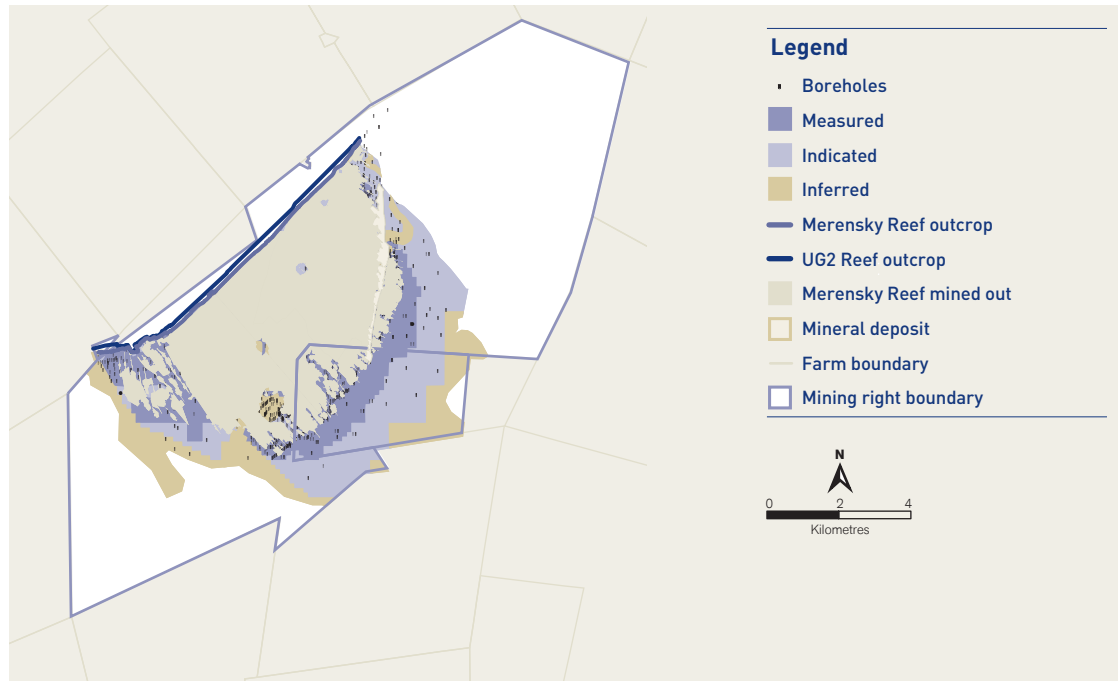 Legend
Boreholes
Measured
Indicated
Inferred
Merensky Reef outcrop
UG2 Reef outcrop
Merensky Reef mined out
Mineral deposit
Farm boundary
Mining right boundary
N
0 2 4
Kilometres